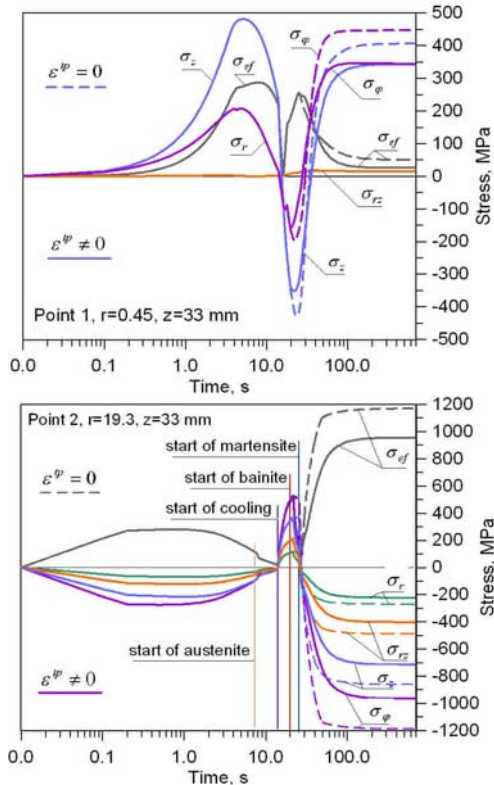 500
σφ
400
σz
σef
εtp = 0
300
σφ
200
σef
σr
100
0
σrz
-100
εtp ≠ 0
-200
σz
-300
Point 1, r=0.45, z=33 mm
-400
-500
Stress, MPa
0.0 0.1 1.0 10.0 100.0
Time, s
1200
Point 2, r=19.3, z=33 mm
1000
start of martensite
800
σef
εtp = 0
start of bainite
600
start of cooling
400
200
0
σr
-200
-400
start of austenite
σrz
-600
εtp ≠ 0
σz
-800
σφ
-1000
-1200
Stress, MPa
0.0 0.1 1.0 10.0 100.0
Time, s